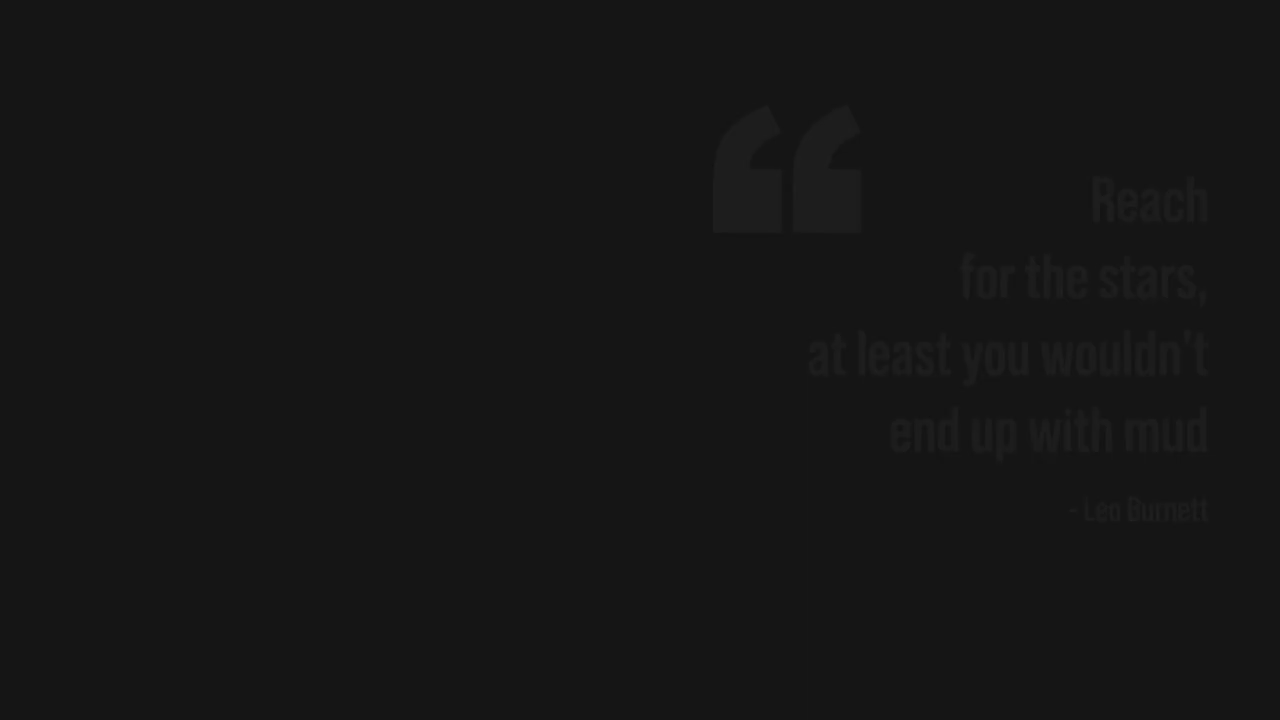 “
Reach
for the stars,
at least you wouldn't
end up with mud
- Leo Burnett